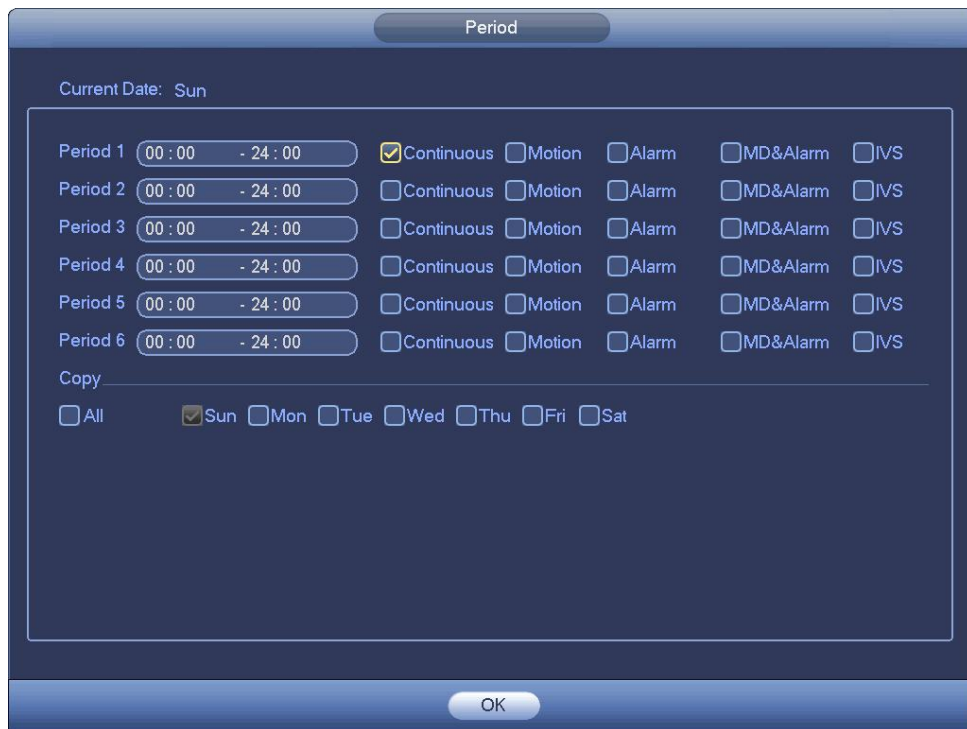 Period
Current Date: Sun
Period 1 00 : 00 - 24 : 00 Continuous Motion Alarm MD&Alarm IVS
Period 2 00 : 00 - 24 : 00 Continuous Motion Alarm MD&Alarm IVS
Period 3 00 : 00 - 24 : 00 Continuous Motion Alarm MD&Alarm IVS
Period 4 00 : 00 - 24 : 00 Continuous Motion Alarm MD&Alarm IVS
Period 5 00 : 00 - 24 : 00 Continuous Motion Alarm MD&Alarm IVS
Period 6 00 : 00 - 24 : 00 Continuous Motion Alarm MD&Alarm IVS
Copy
All Sun Mon Tue Wed Thu Fri Sat
OK